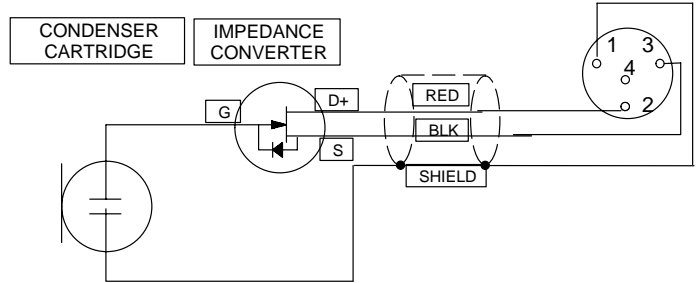 CONDENSER
CARTRIDGE
IMPEDANCE
CONVERTER
G
D+
S
RED
BLK
SHIELD
1
3
4
2